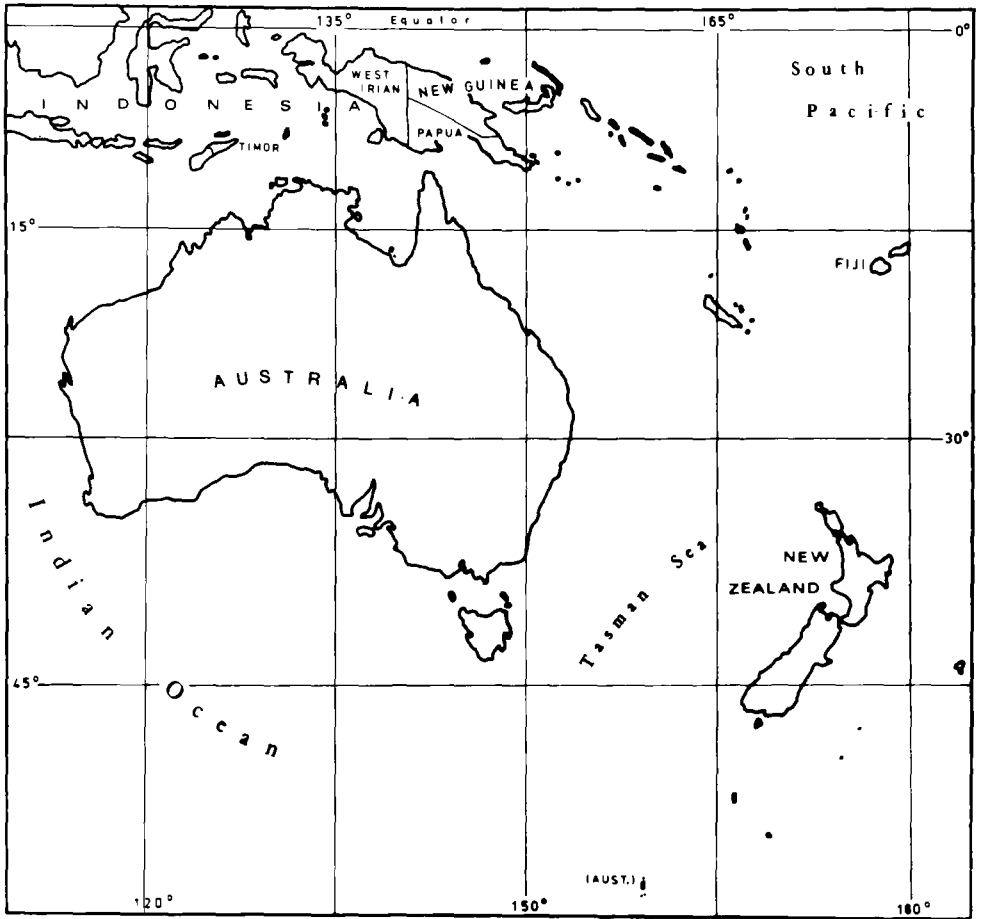 135° Equator 165° 0°
South
Pacific
WEST
IRIAN
NEW GUINEA
INDONESIA
PAPUA
TIMOR
15°
FIJI
AUSTRALIA
30°
Indian
Ocean
Tasman Sea
NEW
ZEALAND
45°
(AUST.)
120° 150° 180°